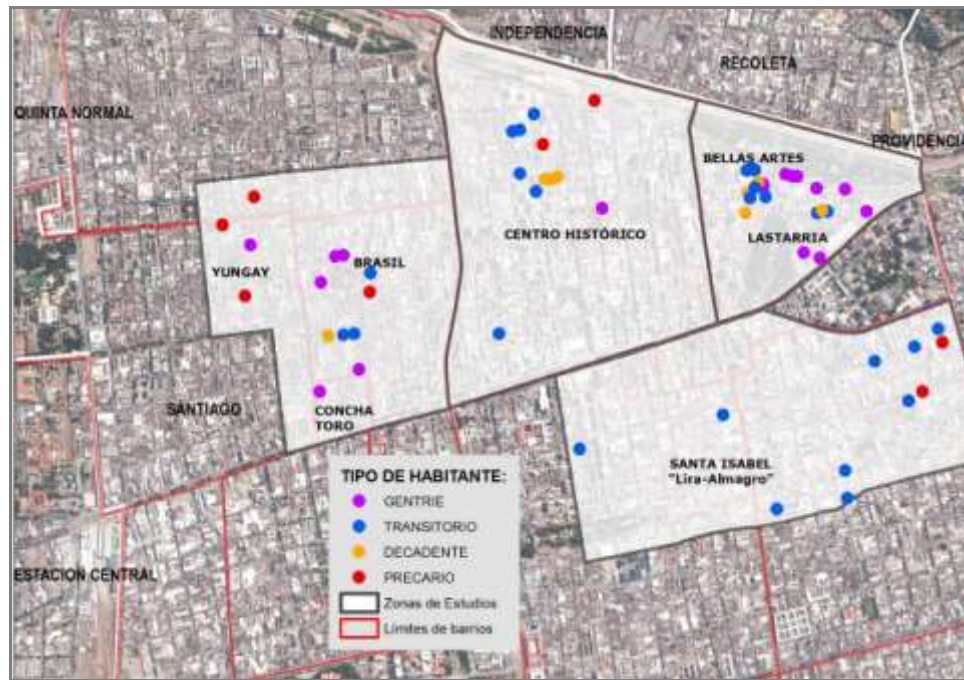 INDEPENDENCIA
RECOLETA
QUINTA NORMAL
PROVIDENCIA
BELLAS ARTES
CENTRO HISTÓRICO
LASTARRIA
YUNGAY
BRASIL
SANTIAGO
CONCHA
TORO
SANTA ISABEL
"Lira-Almagro"
ESTACION CENTRAL
TIPO DE HABITANTE:
GENTRIE
TRANSITORIO
DECADENTE
PRECARIO
Zonas de Estudios
Límites de barrios